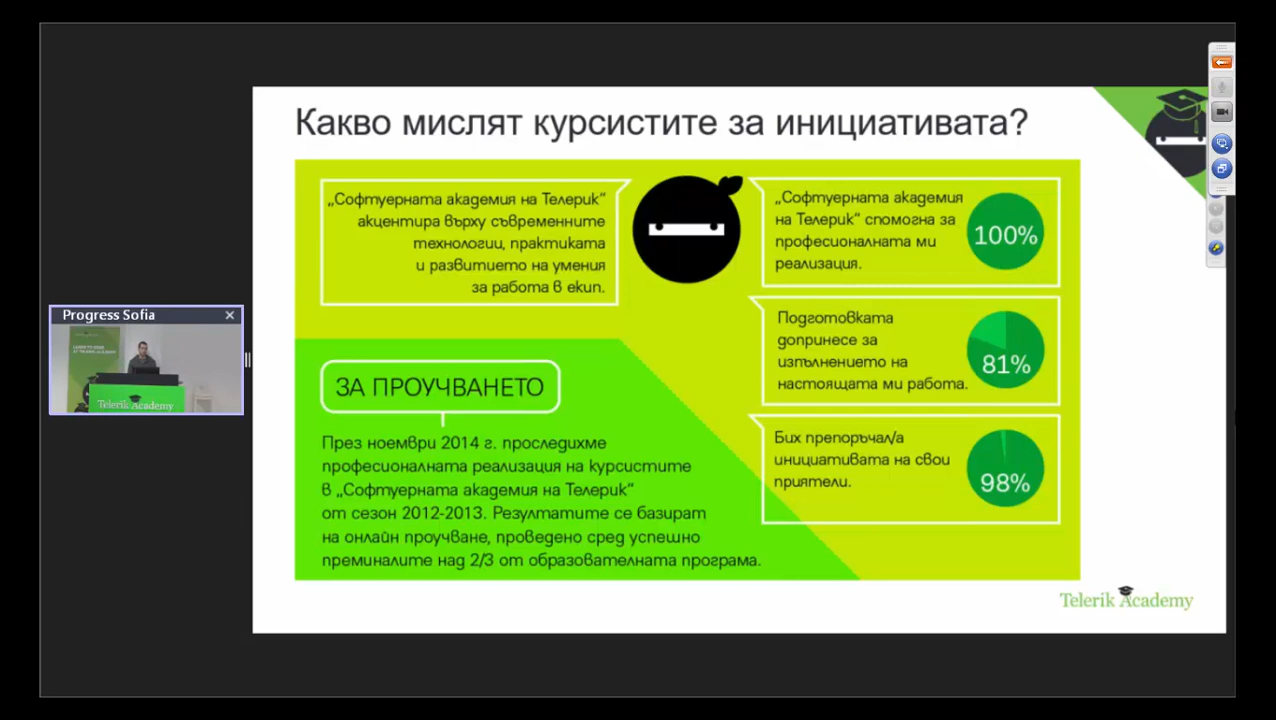 Какво мислят курсистите за инициативата?
„Софтуерната академия на Телерик“
акцентира върху съвременните
технологии, практиката
и развитието на умения
за работа в екип.
„Софтуерната академия
на Телерик“ спомогна за
професионалната ми
реализация.
100%
Подготовката
допринесе за
изпълнението на
настоящата ми работа.
81%
Бих препоръчал/а
инициативата на свои
приятели.
98%
ЗА ПРОУЧВАНЕТО
През ноември 2014 г. проследихме
професионалната реализация на курсистите
в „Софтуерната академия на Телерик“
от сезон 2012-2013. Резултатите се базират
на онлайн проучване, проведено сред успешно
преминалите над 2/3 от образователната програма.
Telerik Academy
Progress Sofia
Telerik Academy